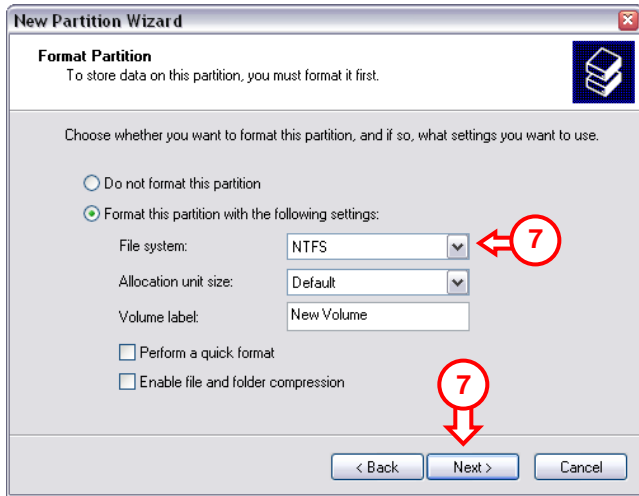 New Partition Wizard
Format Partition
To store data on this partition, you must format it first.
Choose whether you want to format this partition, and if so, what settings you want to use.
Do not format this partition
Format this partition with the following settings:
File system: NTFS 7
Allocation unit size: Default
Volume label: New Volume
Perform a quick format
Enable file and folder compression
7
< Back Next > Cancel